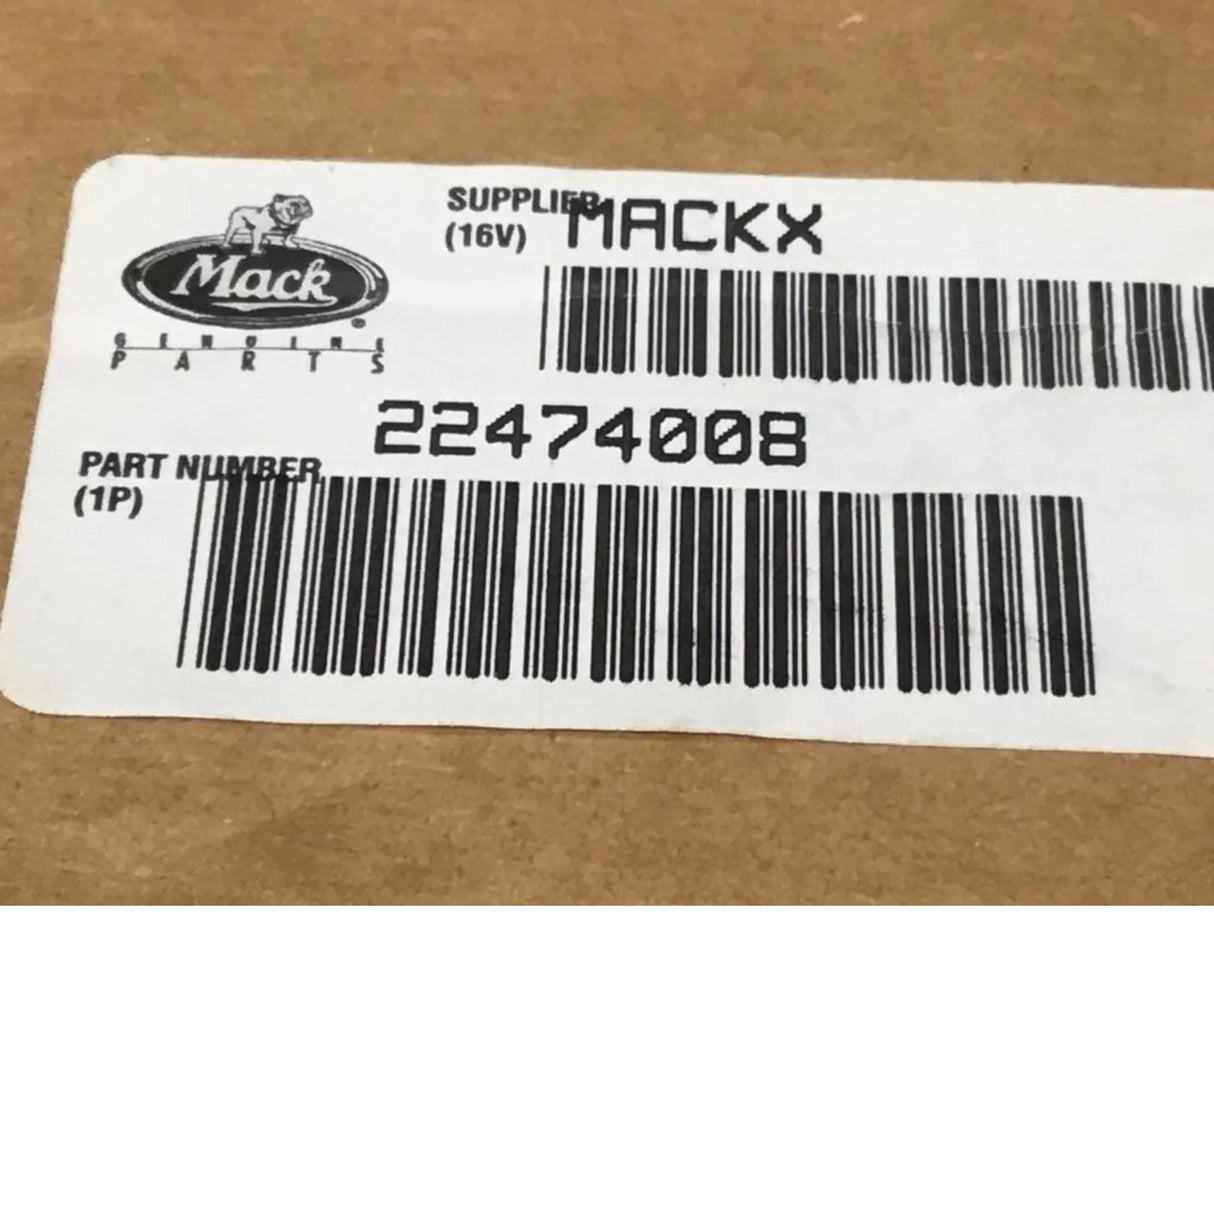 Mack
®
GENUINE
PARTS
SUPPLIER
(16V)
MACKX
22474008
PART NUMBER
(1P)